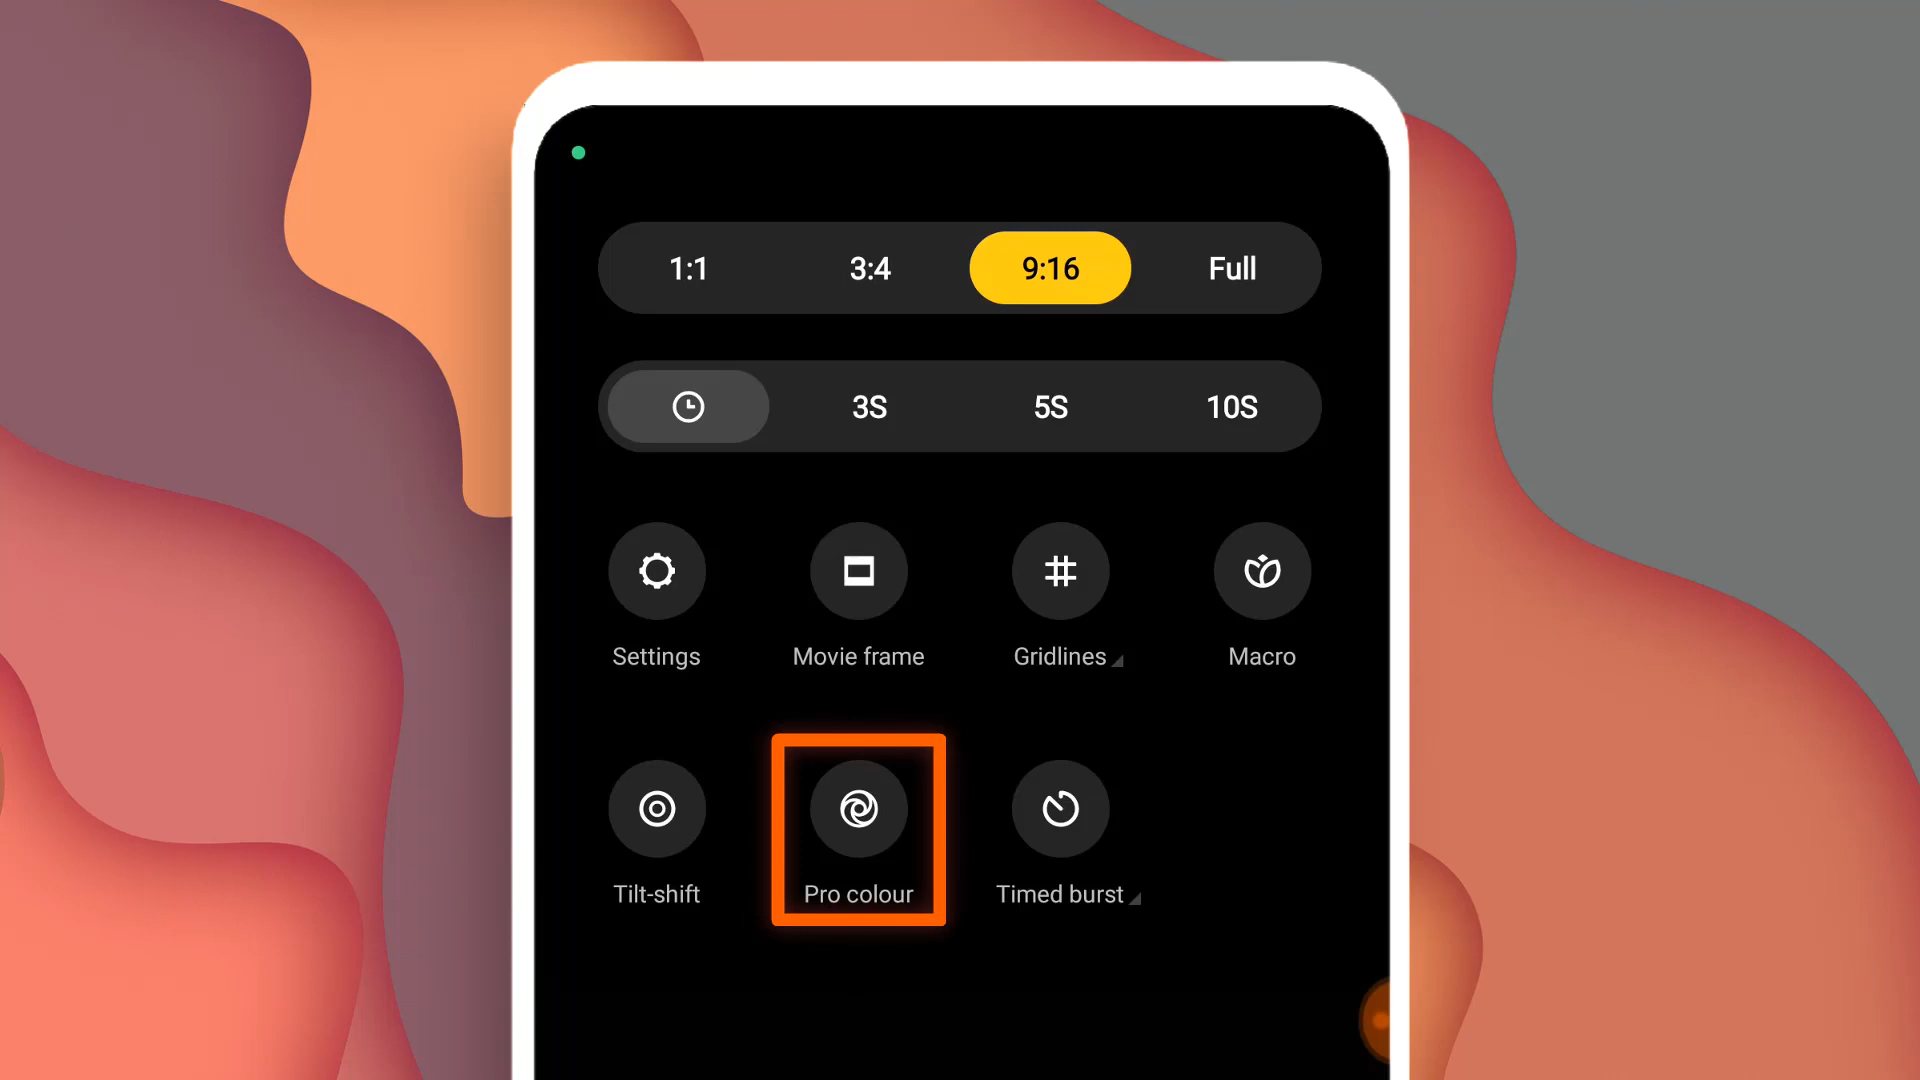 1:1 3:4 9:16 Full
3S 5S 10S
Settings Movie frame Gridlines Macro
Tilt-shift Pro colour Timed burst